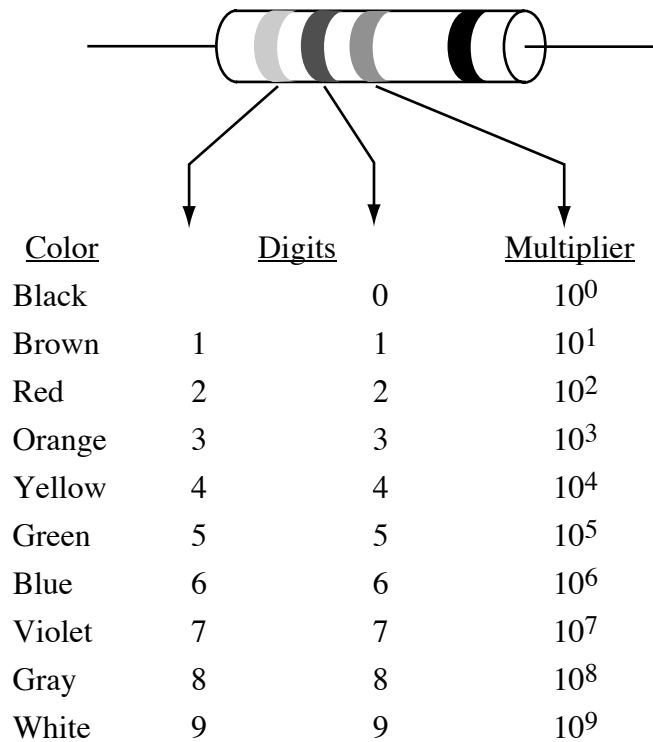 Color Digits Multiplier
Black 0 10⁰
Brown 1 1 10¹
Red 2 2 10²
Orange 3 3 10³
Yellow 4 4 10⁴
Green 5 5 10⁵
Blue 6 6 10⁶
Violet 7 7 10⁷
Gray 8 8 10⁸
White 9 9 10⁹